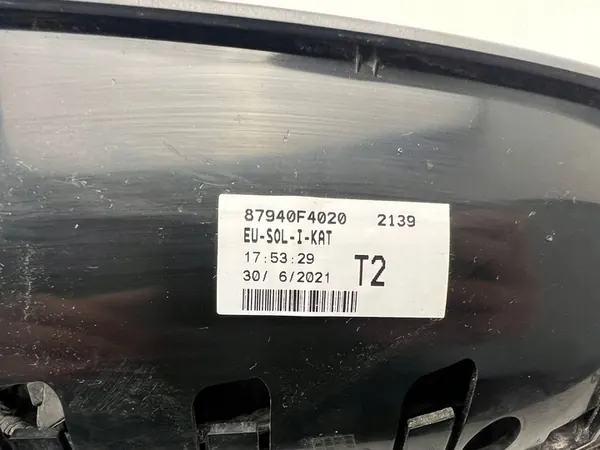 87940F4020 2139
EU-SOL-I-KAT
17:53:29
30/ 6/2021 T2